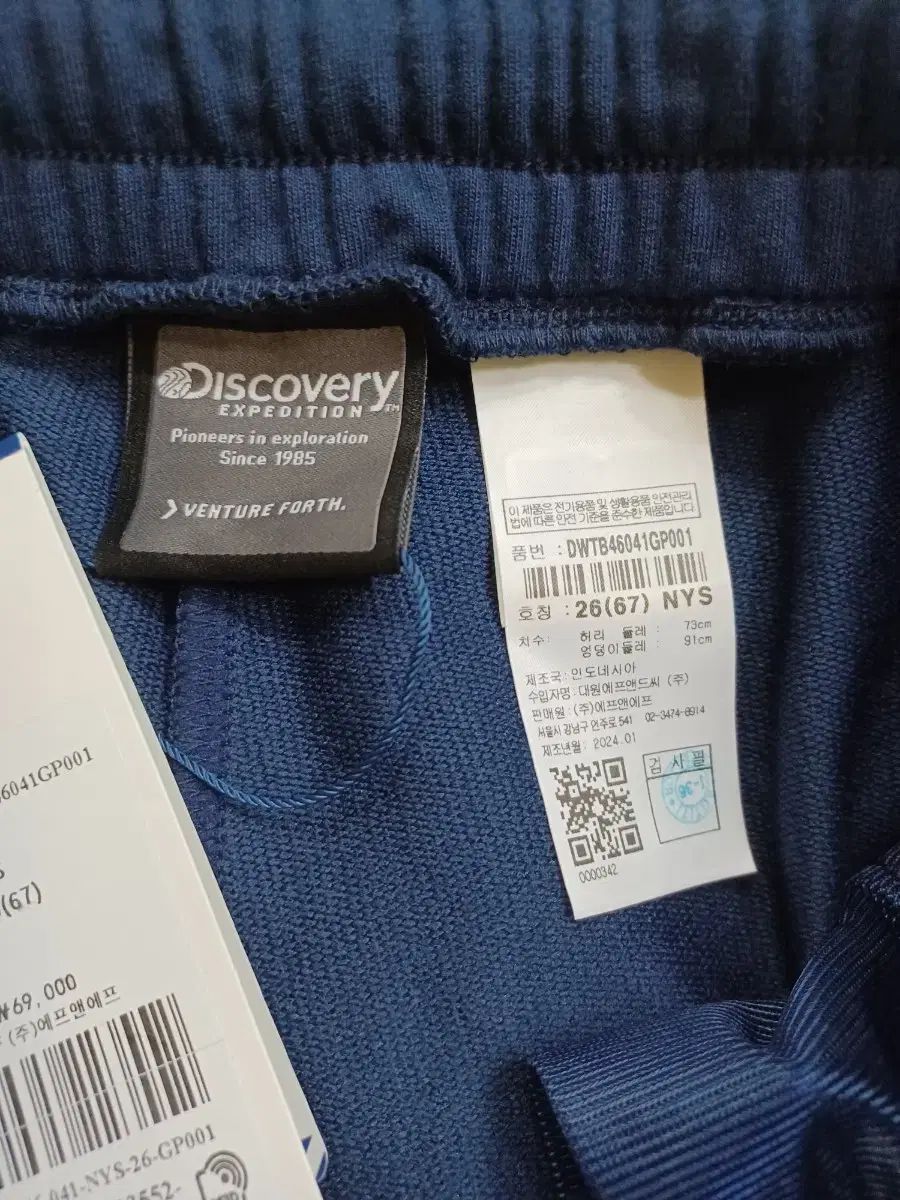 Discovery
EXPEDITION™
Pioneers in exploration
Since 1985
VENTURE FORTH.
이 제품은 전기용품 및 생활용품 안전관리
법에 따른 안전 기준을 준수한 제품입니다
품번 : DWTB46041GP001
호칭 : 26(67) NYS
치수: 허리 둘레 : 73cm
엉덩이둘레 : 91cm
제조국: 인도네시아
수입자명: 대원에프앤드씨 (주)
판매원: (주)에프앤에프
서울시 강남구 언주로 541 02-3474-8914
제조년월: 2024.01
검사필
0000342
46041GP001
(67)
₩69,000
(주)에프앤에프
041-NYS-26-GP001
3552-